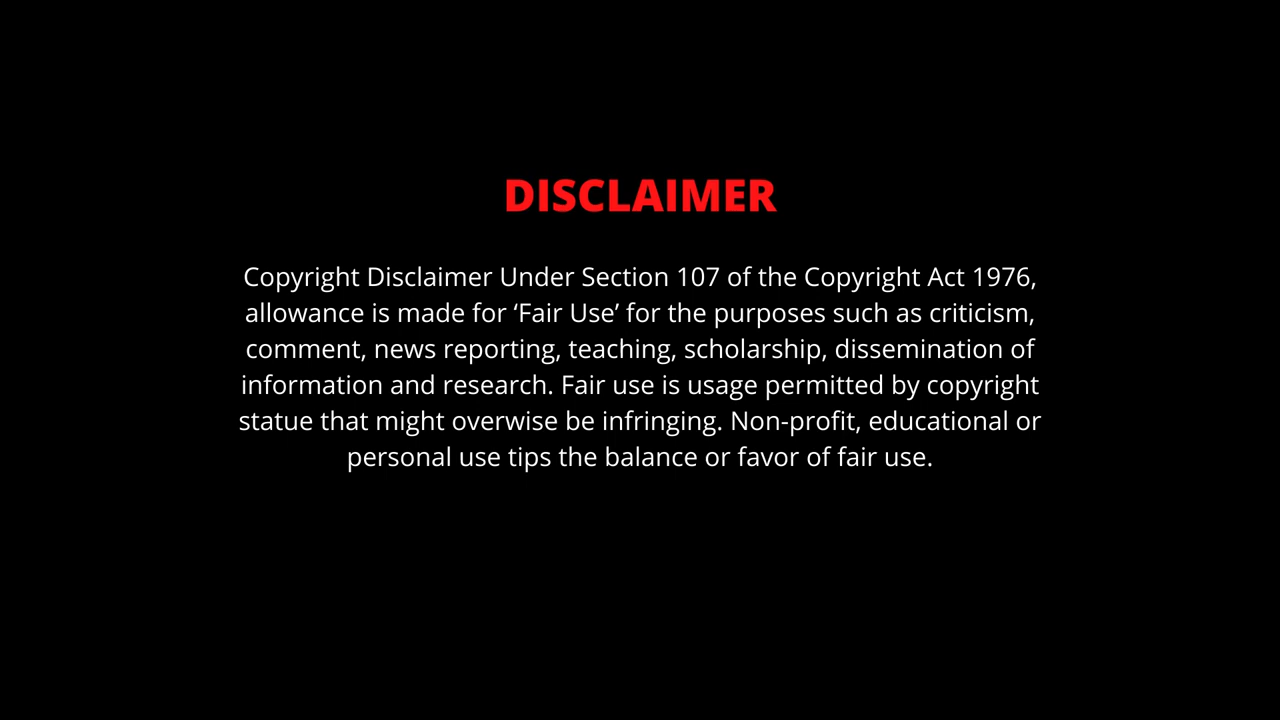 DISCLAIMER
Copyright Disclaimer Under Section 107 of the Copyright Act 1976,
allowance is made for ‘Fair Use’ for the purposes such as criticism,
comment, news reporting, teaching, scholarship, dissemination of
information and research. Fair use is usage permitted by copyright
statue that might overwise be infringing. Non-profit, educational or
personal use tips the balance or favor of fair use.